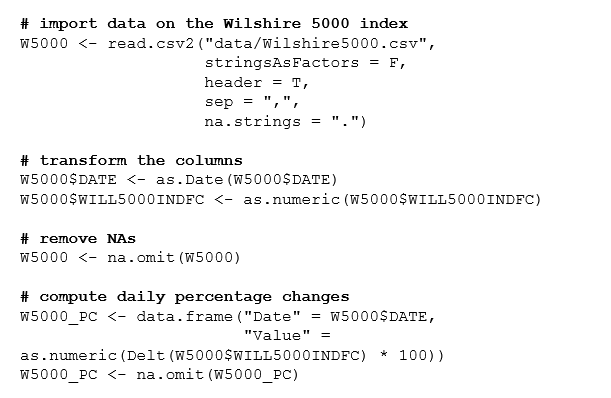 # import data on the Wilshire 5000 index
W5000 <- read.csv2("data/Wilshire5000.csv",
stringsAsFactors = F,
header = T,
sep = ",",
na.strings = ".")
# transform the columns
W5000$DATE <- as.Date(W5000$DATE)
W5000$WILL5000INDFC <- as.numeric(W5000$WILL5000INDFC)
# remove NAs
W5000 <- na.omit(W5000)
# compute daily percentage changes
W5000_PC <- data.frame("Date" = W5000$DATE,
"Value" =
as.numeric(Delt(W5000$WILL5000INDFC) * 100))
W5000_PC <- na.omit(W5000_PC)